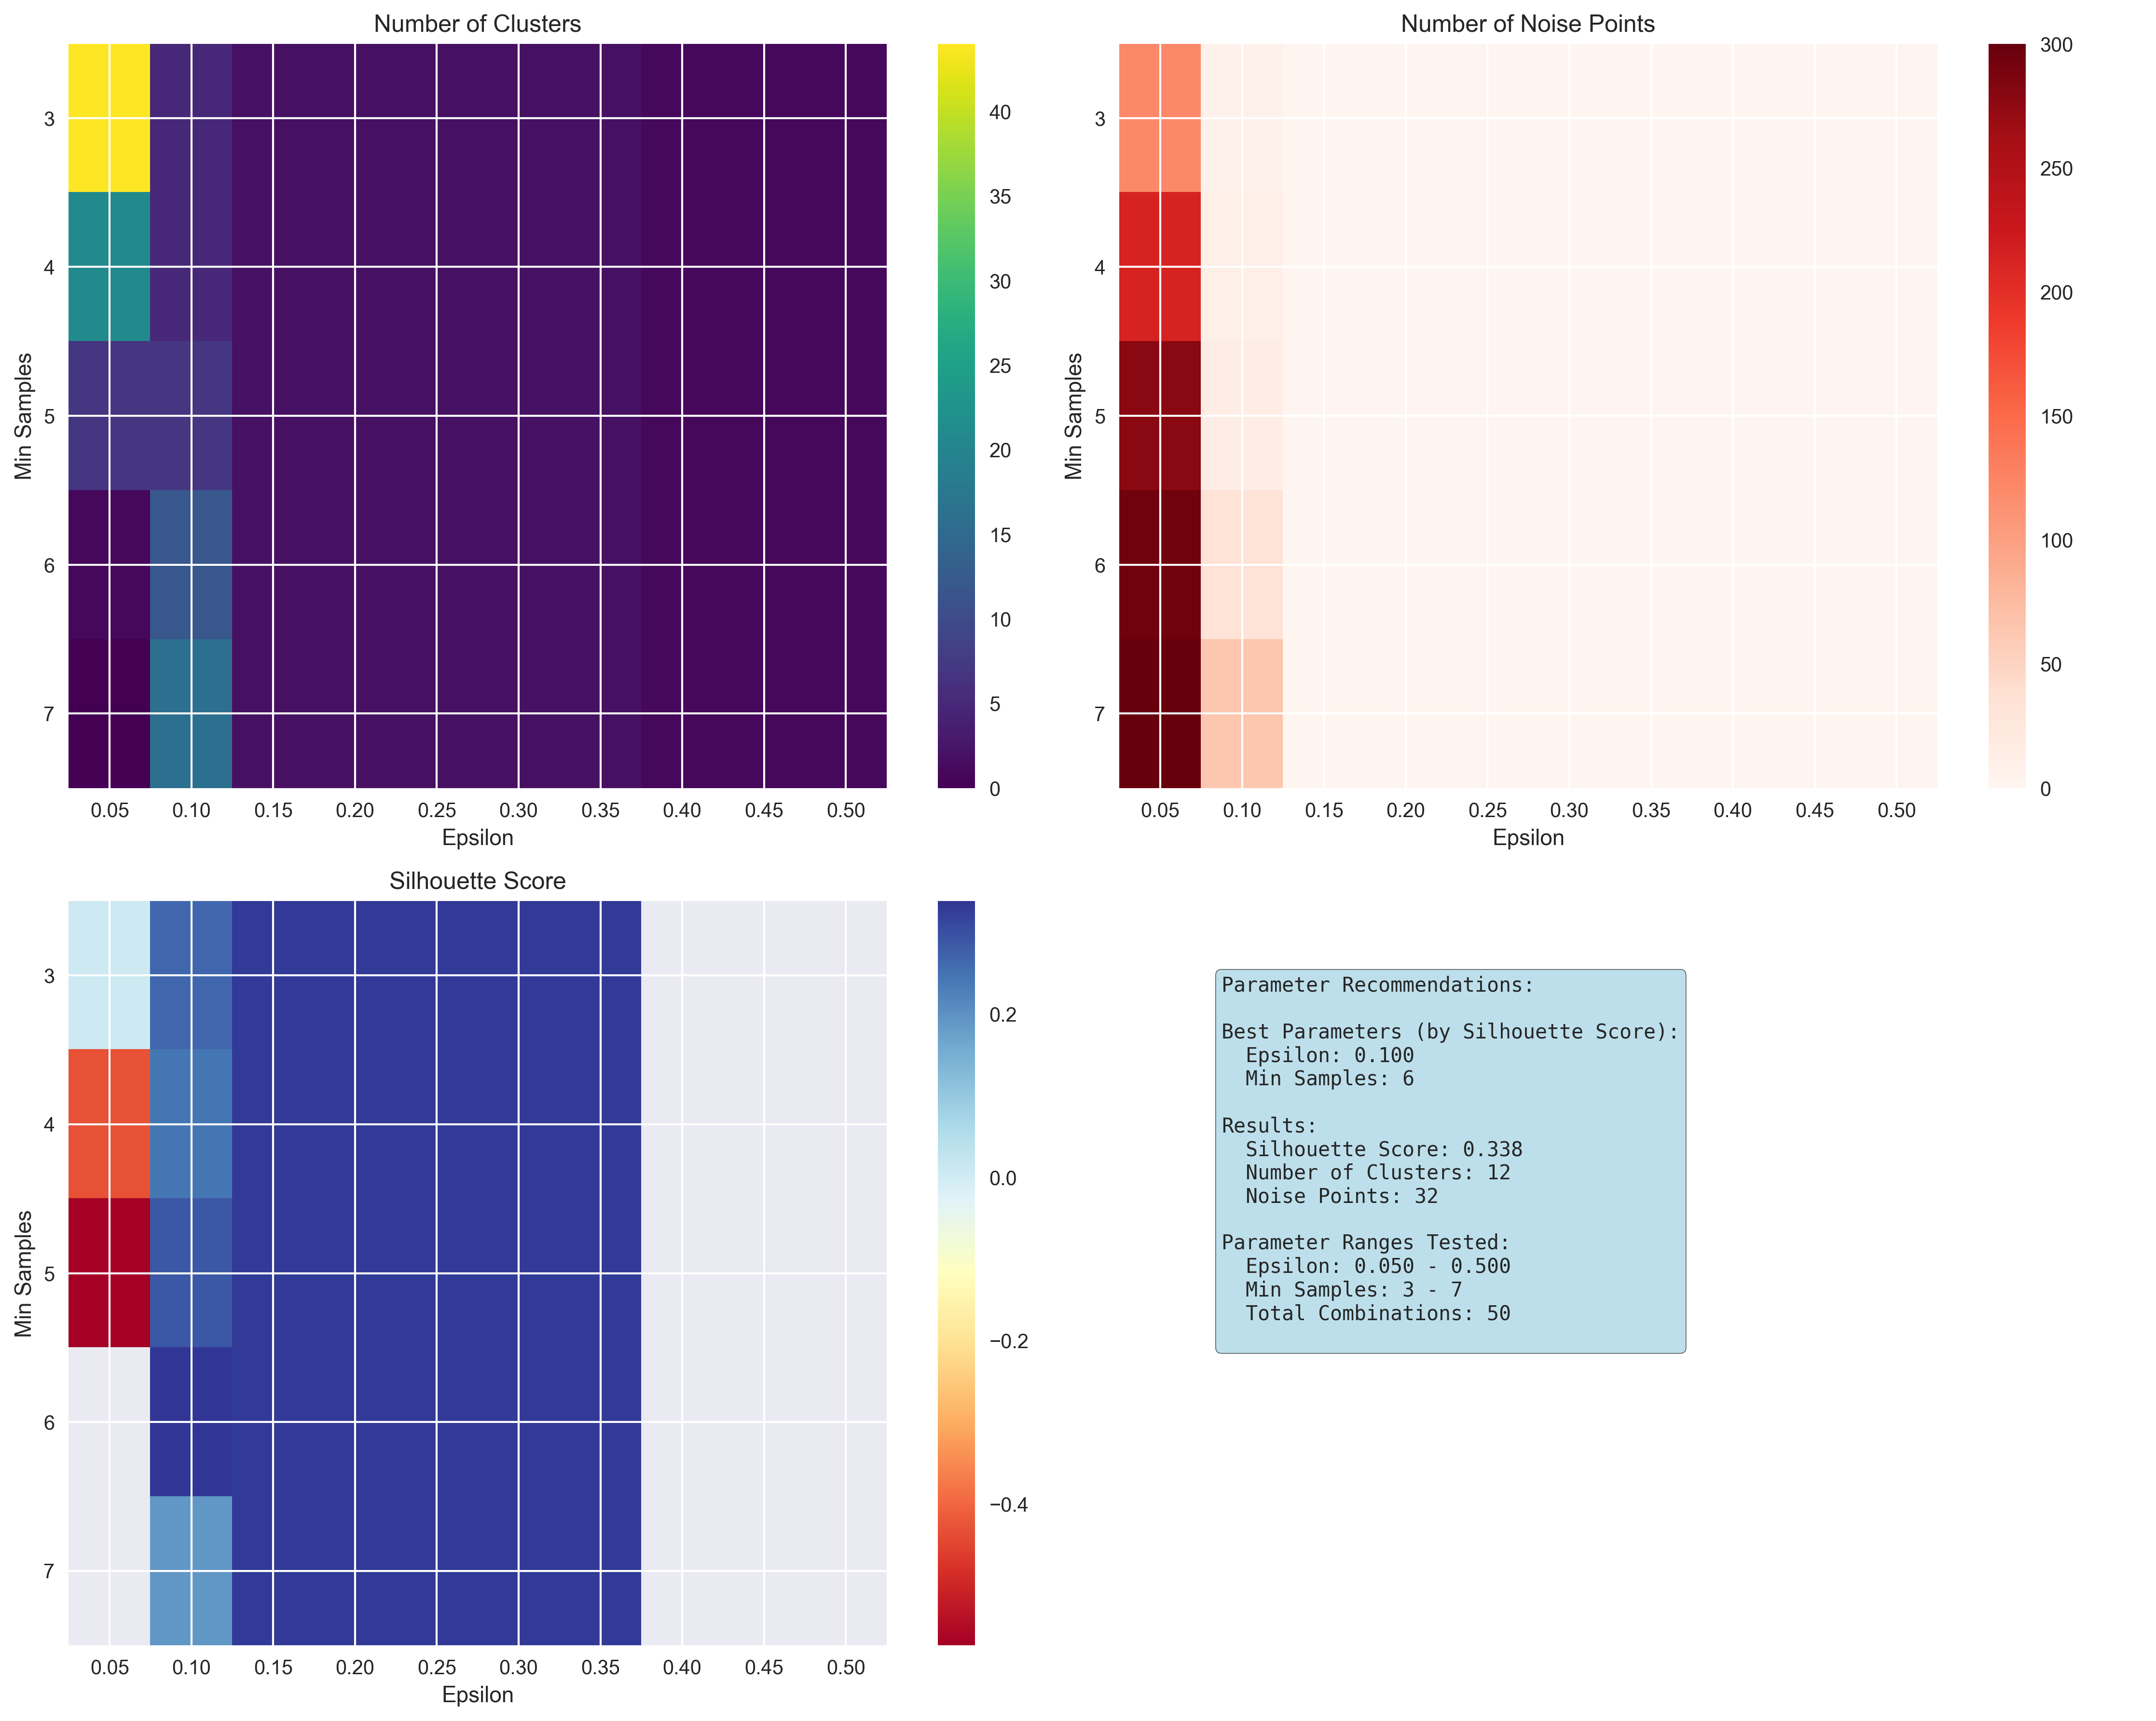 Number of Clusters
3
4
5
6
7
Min Samples
0.05 0.10 0.15 0.20 0.25 0.30 0.35 0.40 0.45 0.50
Epsilon
40
35
30
25
20
15
10
5
0
Number of Noise Points
3
4
5
6
7
Min Samples
0.05 0.10 0.15 0.20 0.25 0.30 0.35 0.40 0.45 0.50
Epsilon
300
250
200
150
100
50
0
Silhouette Score
3
4
5
6
7
Min Samples
0.05 0.10 0.15 0.20 0.25 0.30 0.35 0.40 0.45 0.50
Epsilon
0.2
0.0
−0.2
−0.4
Parameter Recommendations:
Best Parameters (by Silhouette Score):
Epsilon: 0.100
Min Samples: 6
Results:
Silhouette Score: 0.338
Number of Clusters: 12
Noise Points: 32
Parameter Ranges Tested:
Epsilon: 0.050 - 0.500
Min Samples: 3 - 7
Total Combinations: 50